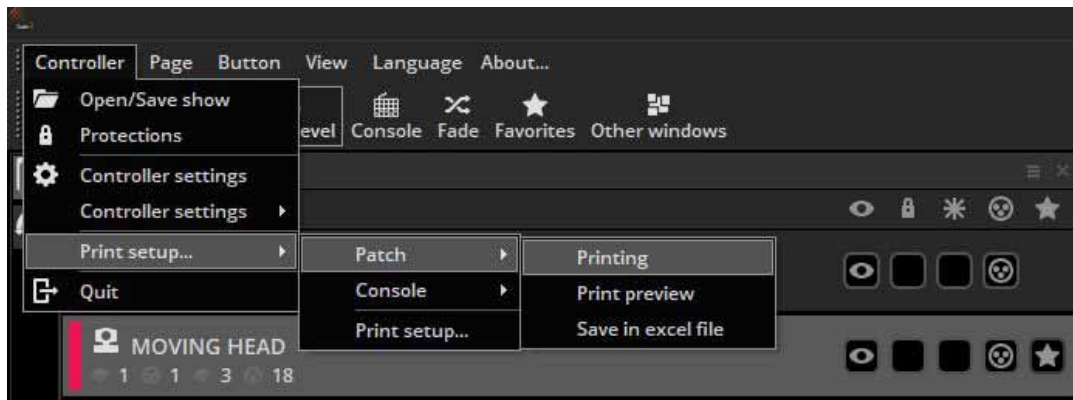 Controller Page Button View Language About...
Open/Save show
Protections
evel Console Fade Favorites Other windows
Controller settings
Controller settings
Print setup... Patch Printing
Quit Console Print preview
Print setup... Save in excel file
MOVING HEAD
1 1 3 18